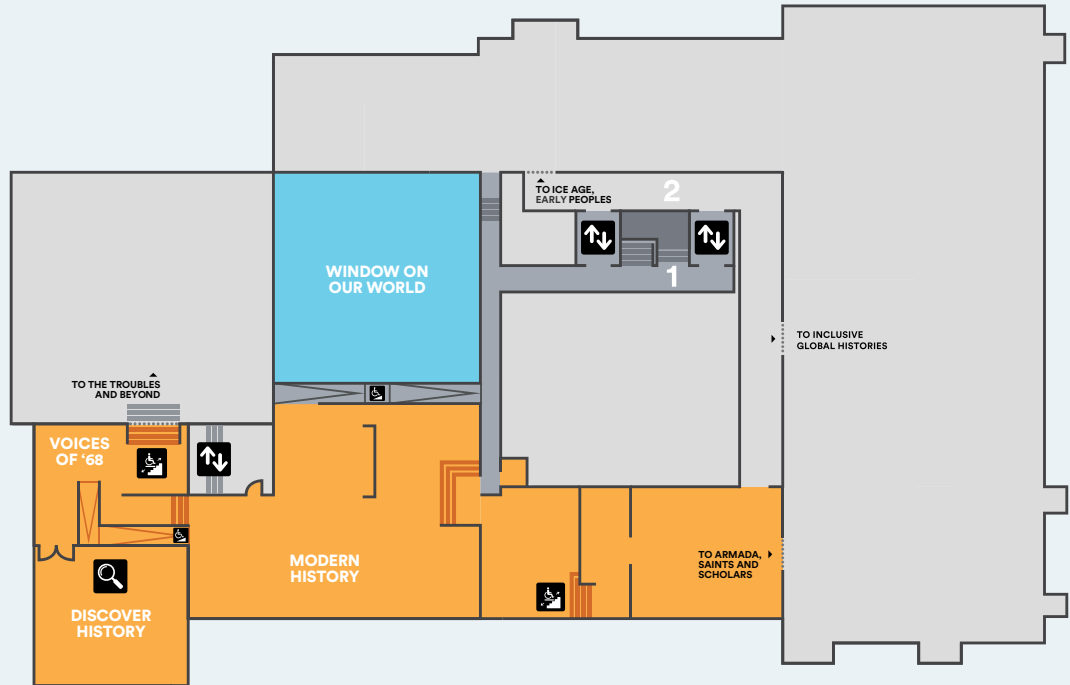 2
TO ICE AGE,
EARLY PEOPLES
WINDOW ON
OUR WORLD
1
TO INCLUSIVE
GLOBAL HISTORIES
TO THE TROUBLES
AND BEYOND
VOICES
OF ‘68
MODERN
HISTORY
TO ARMADA,
SAINTS AND
SCHOLARS
DISCOVER
HISTORY